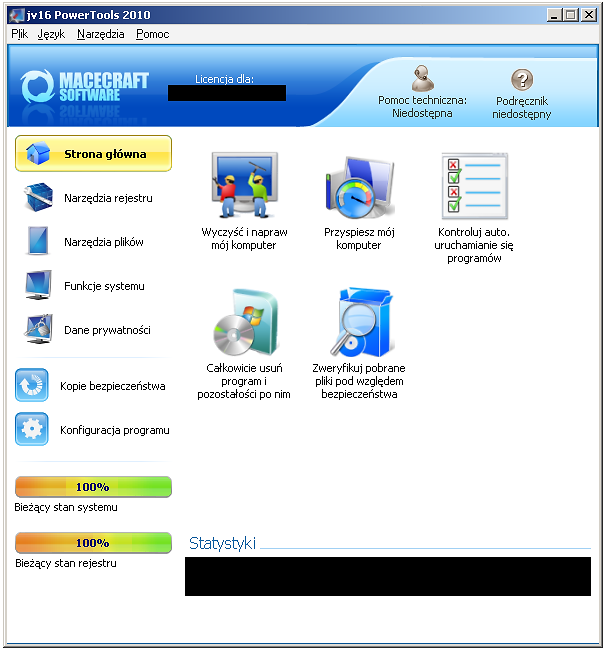 jv16 PowerTools 2010
Plik Język Narzędzia Pomoc
MACECRAFT
SOFTWARE
Licencja dla:
Pomoc techniczna:
Niedostępna
Podręcznik
niedostępny
Strona główna
Narzędzia rejestru
Narzędzia plików
Funkcje systemu
Dane prywatności
Kopie bezpieczeństwa
Konfiguracja programu
100%
Bieżący stan systemu
100%
Bieżący stan rejestru
Wyczyść i napraw
mój komputer
Przyspiesz mój
komputer
Kontroluj auto.
uruchamianie się
programów
Całkowicie usuń
program i
pozostałości po nim
Zweryfikuj pobrane
pliki pod względem
bezpieczeństwa
Statystyki